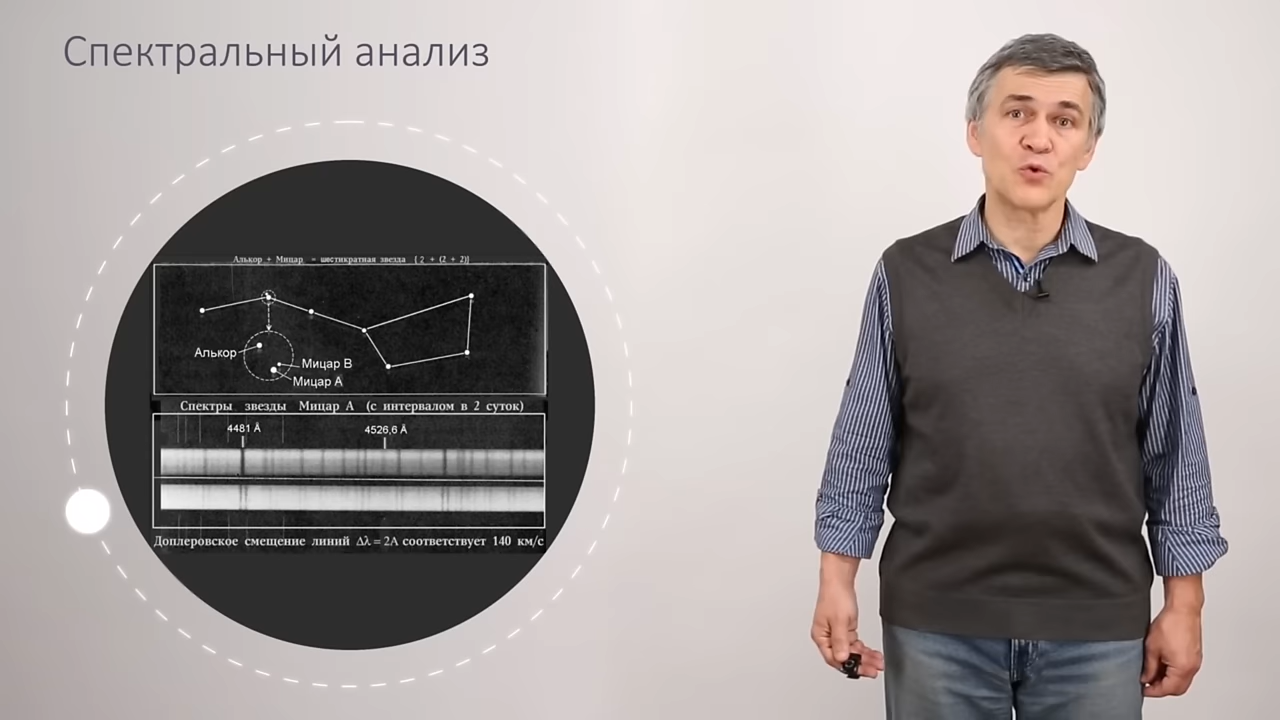 Спектральный анализ
Алькор + Мицар = шестикратная звезда { 2 + (2 + 2)}
Алькор
Мицар B
Мицар A
Спектры звезды Мицар А (с интервалом в 2 суток)
4481 Å
4526,6 Å
Доплеровское смещение линий Δλ = 2А соответствует 140 км/с